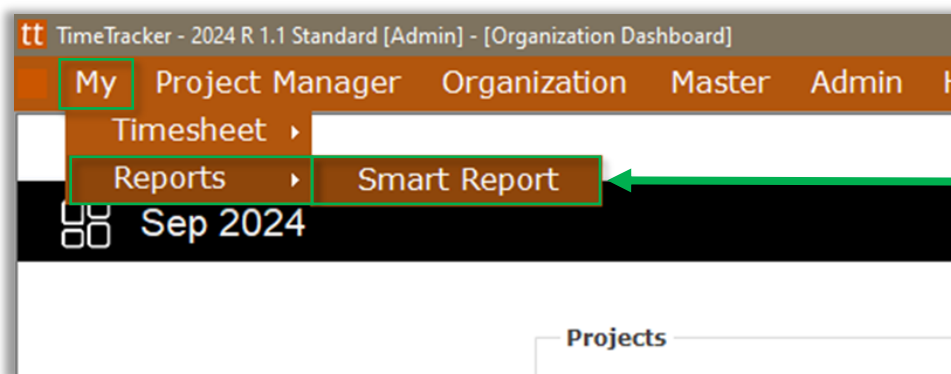 tt TimeTracker - 2024 R 1.1 Standard [Admin] - [Organization Dashboard]
My Project Manager Organization Master Admin
Timesheet
Reports Smart Report
Sep 2024
Projects